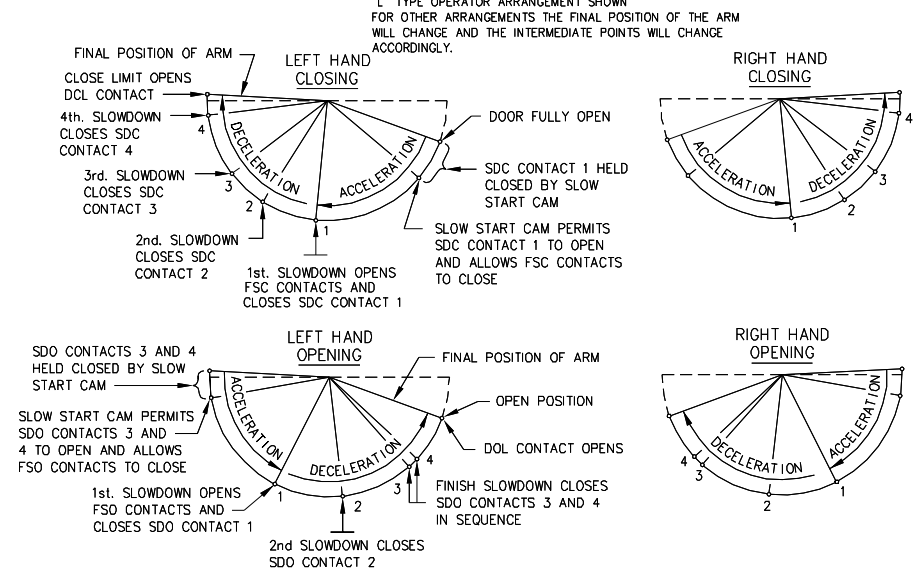 "L" TYPE OPERATOR ARRANGEMENT SHOWN
FOR OTHER ARRANGEMENTS THE FINAL POSITION OF THE ARM
WILL CHANGE AND THE INTERMEDIATE POINTS WILL CHANGE
ACCORDINGLY.
LEFT HAND
CLOSING
FINAL POSITION OF ARM
CLOSE LIMIT OPENS
DCL CONTACT
4th. SLOWDOWN
CLOSES SDC
CONTACT 4
3rd. SLOWDOWN
CLOSES SDC
CONTACT 3
2nd. SLOWDOWN
CLOSES SDC
CONTACT 2
1st. SLOWDOWN OPENS
FSC CONTACTS AND
CLOSES SDC CONTACT 1
4
3
2
1
DECELERATION
ACCELERATION
DOOR FULLY OPEN
SDC CONTACT 1 HELD
CLOSED BY SLOW
START CAM
SLOW START CAM PERMITS
SDC CONTACT 1 TO OPEN
AND ALLOWS FSC CONTACTS
TO CLOSE
RIGHT HAND
CLOSING
ACCELERATION
DECELERATION
4
3
2
1
LEFT HAND
OPENING
SDO CONTACTS 3 AND 4
HELD CLOSED BY SLOW
START CAM
SLOW START CAM PERMITS
SDO CONTACTS 3 AND
4 TO OPEN AND ALLOWS
FSO CONTACTS TO CLOSE
1st. SLOWDOWN OPENS
FSO CONTACTS AND
CLOSES SDO CONTACT 1
2nd SLOWDOWN CLOSES
SDO CONTACT 2
ACCELERATION
DECELERATION
1
2
3
4
FINAL POSITION OF ARM
OPEN POSITION
DOL CONTACT OPENS
FINISH SLOWDOWN CLOSES
SDO CONTACTS 3 AND 4
IN SEQUENCE
RIGHT HAND
OPENING
DECELERATION
ACCELERATION
4
3
2
1